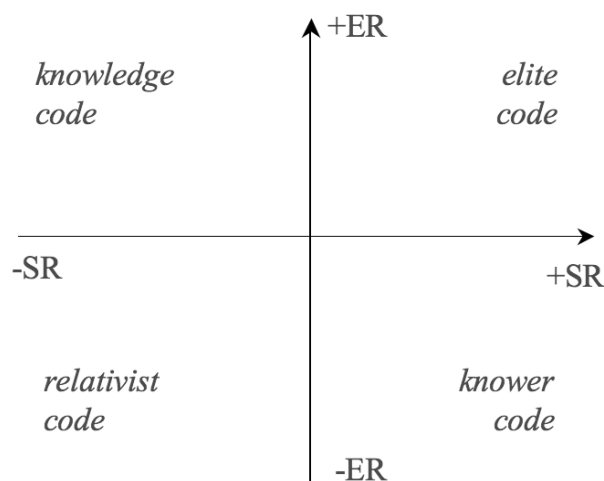 +ER
knowledge
code
elite
code
-SR
+SR
relativist
code
knower
code
-ER